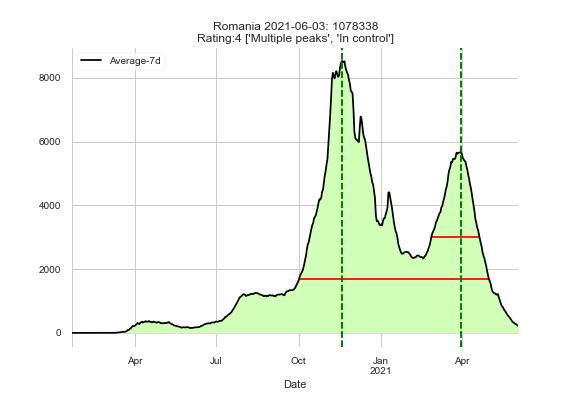 Romania 2021-06-03: 1078338
Rating:4 ['Multiple peaks', 'In control']
Average-7d
8000
6000
4000
2000
0
Apr
Jul
Oct
Jan
2021
Apr
Date